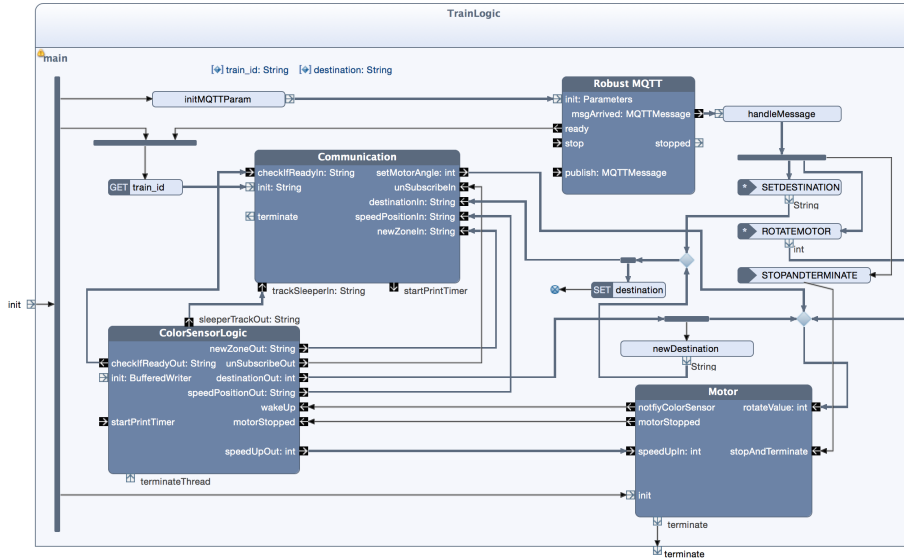 TrainLogic
main
train_id: String destination: String
Robust MQTT
initMQTTParam
init: Parameters
msgArrived: MQTTMessage
handleMessage
ready
stop stopped
publish: MQTTMessage
Communication
checkIfReadyIn: String setMotorAngle: int
GET train_id
init: String unSubscribeIn
destinationIn: String
terminate speedPositionIn: String
newZoneIn: String
* SETDESTINATION
String
* ROTATEMOTOR
int
STOPANDTERMINATE
trackSleeperIn: String startPrintTimer
SET destination
init
sleeperTrackOut: String
ColorSensorLogic
newZoneOut: String
checkIfReadyOut: String unSubscribeOut
init: BufferedWriter destinationOut: int
speedPositionOut: String
wakeUp
startPrintTimer motorStopped
speedUpOut: int
terminateThread
newDestination
String
Motor
notfiyColorSensor rotateValue: int
motorStopped
speedUpIn: int stopAndTerminate
init
terminate
terminate